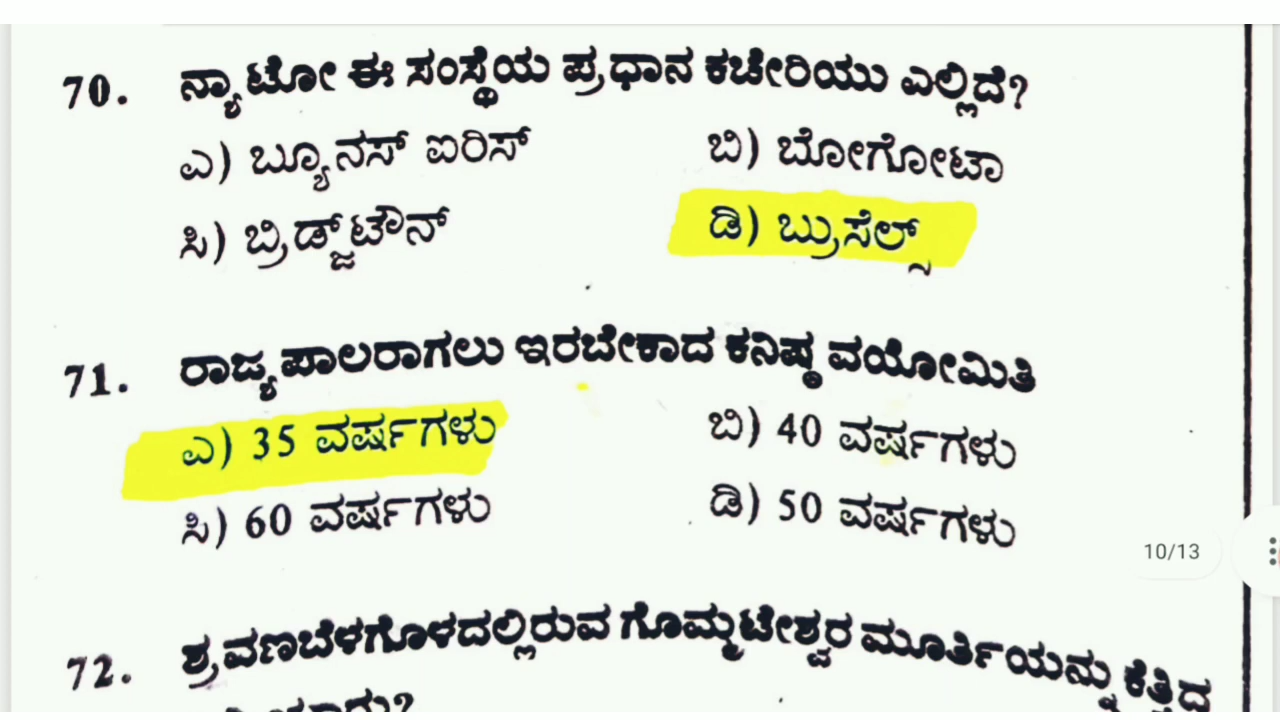 70. ನ್ಯಾಟೋ ಈ ಸಂಸ್ಥೆಯ ಪ್ರಧಾನ ಕಚೇರಿಯು ಎಲ್ಲಿದೆ?
ಎ) ಬ್ಯೂನಸ್ ಐರಿಸ್ ಬಿ) ಬೋಗೋಟಾ
ಸಿ) ಬ್ರಿಡ್ಜ್‌ಟೌನ್ ಡಿ) ಬ್ರುಸೆಲ್ಸ್
71. ರಾಜ್ಯಪಾಲರಾಗಲು ಇರಬೇಕಾದ ಕನಿಷ್ಠ ವಯೋಮಿತಿ
ಎ) 35 ವರ್ಷಗಳು ಬಿ) 40 ವರ್ಷಗಳು
ಸಿ) 60 ವರ್ಷಗಳು ಡಿ) 50 ವರ್ಷಗಳು
10/13
72. ಶ್ರವಣಬೆಳಗೊಳದಲ್ಲಿರುವ ಗೊಮ್ಮಟೇಶ್ವರ ಮೂರ್ತಿಯನ್ನು ಕೆತ್ತಿದ